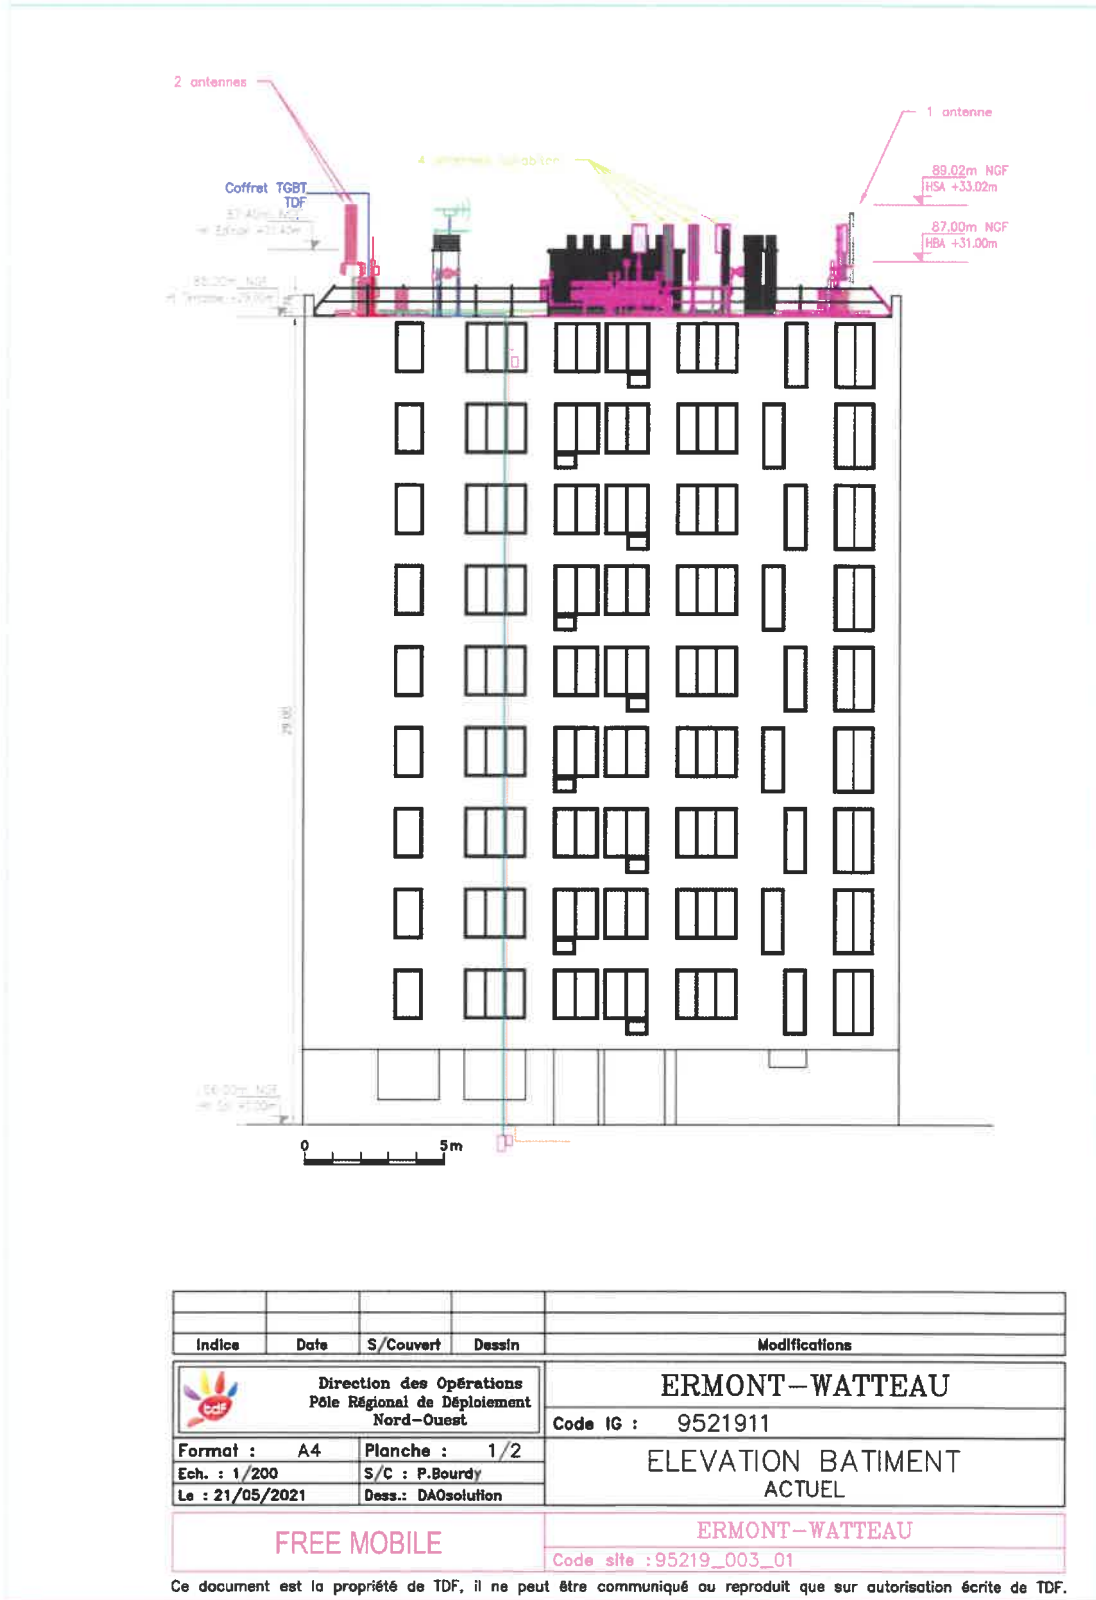 2 antennes
1 antenne
89.02m NGF
HSA +33.02m
Coffret TGBT
TDF
87.00m NGF
HBA +31.00m
29.00
0 5m
Indice Date S/Couvert Dessin Modifications
tdf
Direction des Opérations
Pôle Régional de Déploiement
Nord-Ouest
ERMONT-WATTEAU
Code IG : 9521911
Format : A4 Planche : 1/2
Ech. : 1/200 S/C : P.Bourdy
Le : 21/05/2021 Dess.: DAOsolution
ELEVATION BATIMENT
ACTUEL
FREE MOBILE
ERMONT-WATTEAU
Code site : 95219_003_01
Ce document est la propriété de TDF, il ne peut être communiqué ou reproduit que sur autorisation écrite de TDF.